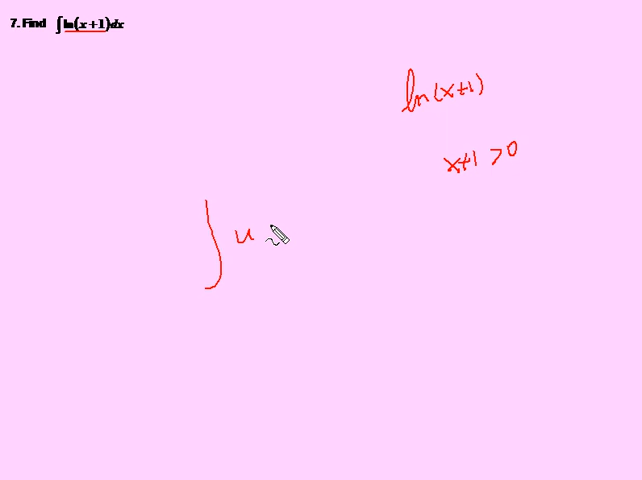 7. Find ∫ln(x+1)dx
ln(x+1)
x+1 >0
∫ u